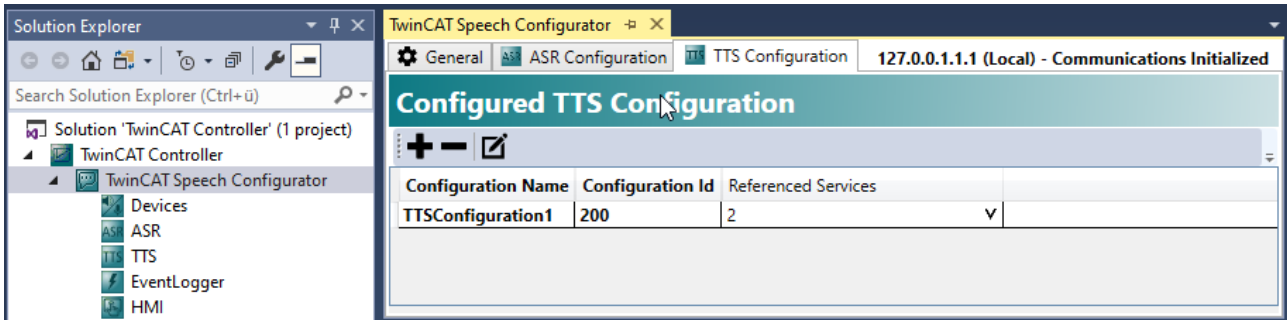 Solution Explorer
Search Solution Explorer (Ctrl+ü)
Solution 'TwinCAT Controller' (1 project)
TwinCAT Controller
TwinCAT Speech Configurator
Devices
ASR
ASR
TTS
TTS
EventLogger
HMI
TwinCAT Speech Configurator
General
ASR
ASR Configuration
TTS
TTS Configuration
127.0.0.1.1.1 (Local) - Communications Initialized
Configured TTS Configuration
Configuration Name Configuration Id Referenced Services
TTSConfiguration1 200 2